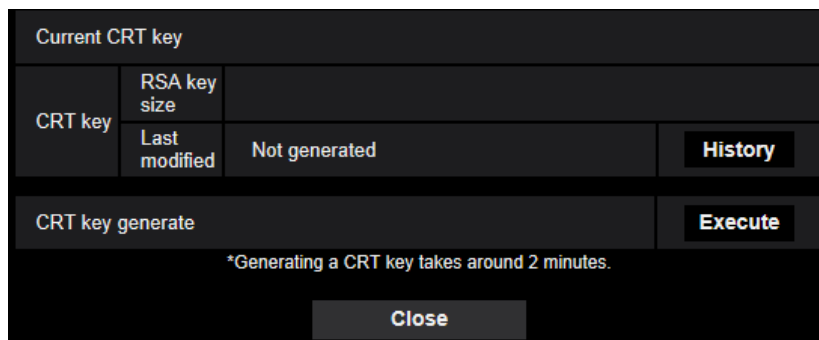 Current CRT key
CRT key
RSA key
size
Last
modified
Not generated
History
CRT key generate
Execute
*Generating a CRT key takes around 2 minutes.
Close